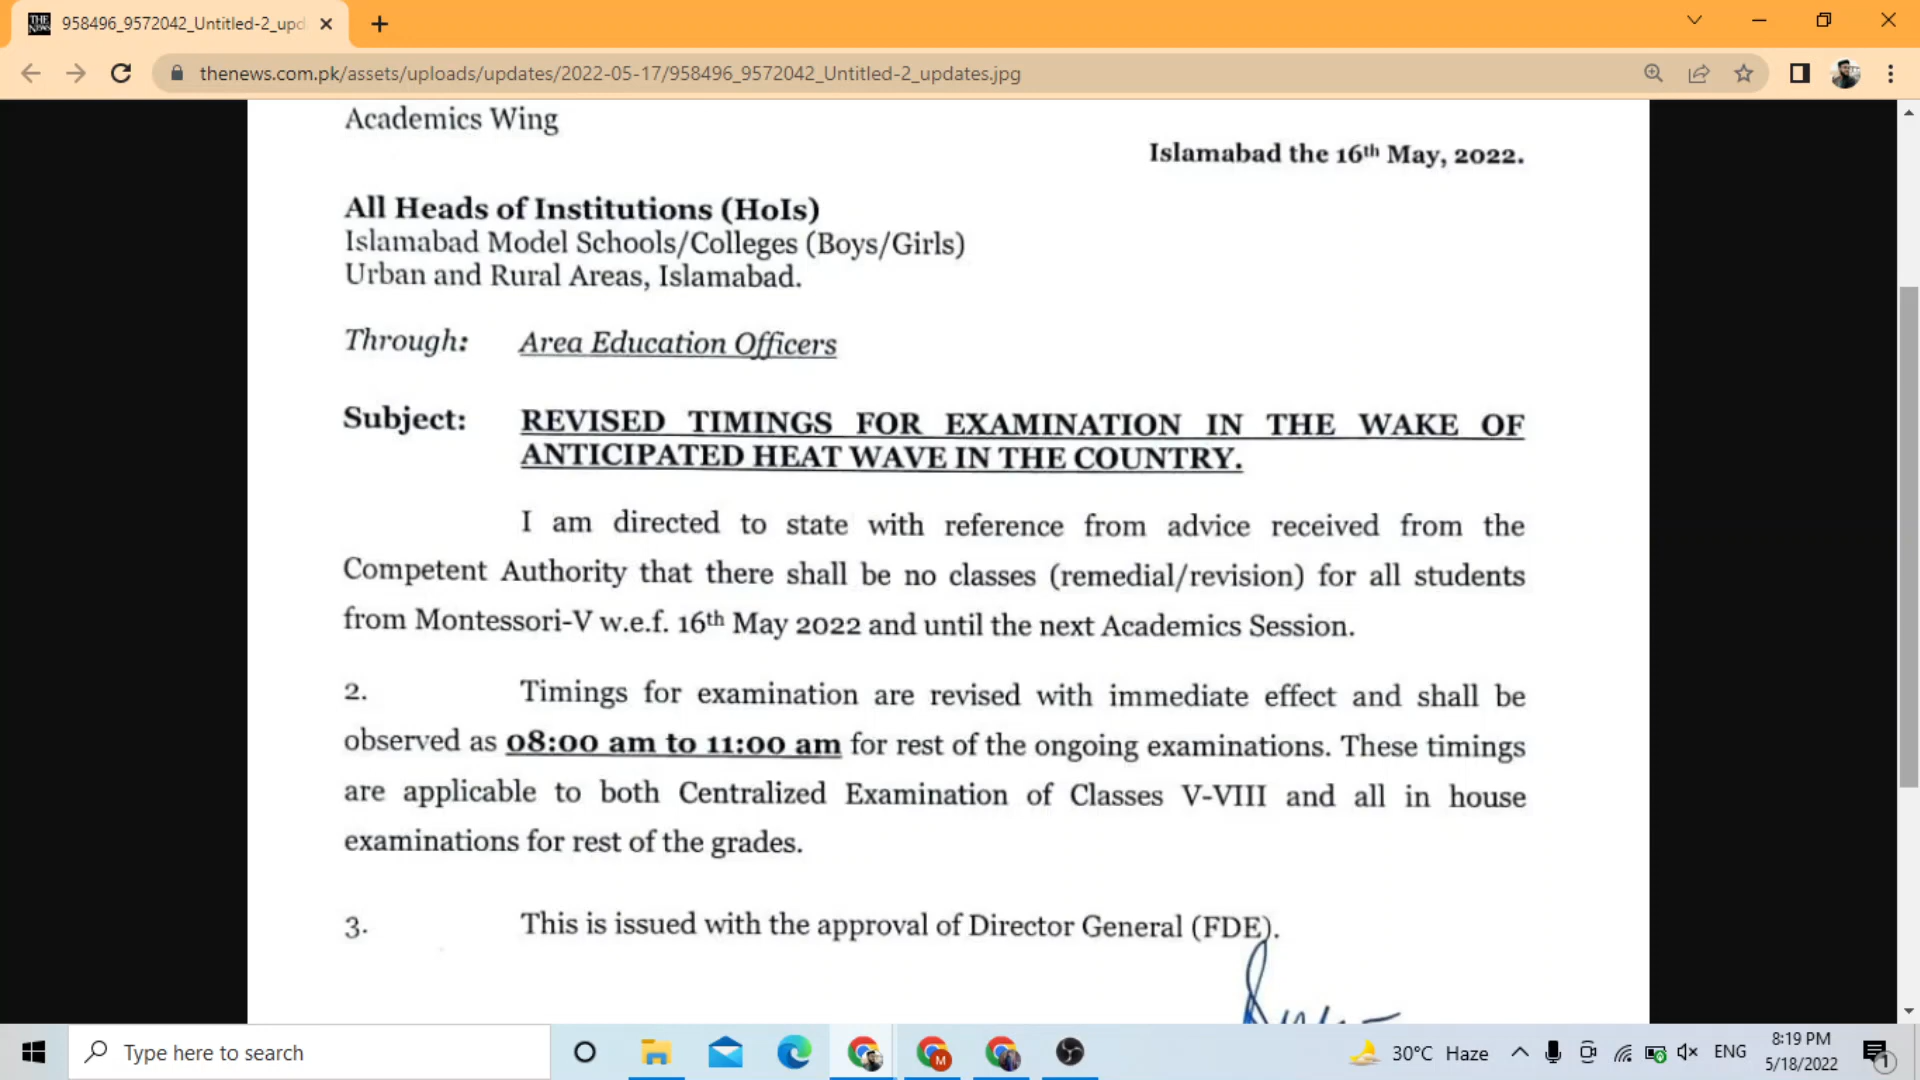 958496_9572042_Untitled-2_upd
thenews.com.pk/assets/uploads/updates/2022-05-17/958496_9572042_Untitled-2_updates.jpg
Academics Wing
Islamabad the 16th May, 2022.
All Heads of Institutions (HoIs)
Islamabad Model Schools/Colleges (Boys/Girls)
Urban and Rural Areas, Islamabad.
Through: Area Education Officers
Subject: REVISED TIMINGS FOR EXAMINATION IN THE WAKE OF
ANTICIPATED HEAT WAVE IN THE COUNTRY.
I am directed to state with reference from advice received from the
Competent Authority that there shall be no classes (remedial/revision) for all students
from Montessori-V w.e.f. 16th May 2022 and until the next Academics Session.
2. Timings for examination are revised with immediate effect and shall be
observed as 08:00 am to 11:00 am for rest of the ongoing examinations. These timings
are applicable to both Centralized Examination of Classes V-VIII and all in house
examinations for rest of the grades.
3. This is issued with the approval of Director General (FDE).
Type here to search
30°C Haze
ENG
8:19 PM
5/18/2022
1